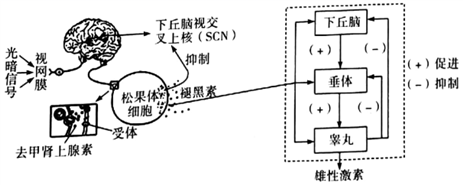 光暗信号
视网膜
下丘脑视交
叉上核(SCN)
抑制
松果体
细胞
褪黑素
受体
去甲肾上腺素
下丘脑
(+)
(-)
垂体
(+)
(-)
睾丸
雄性激素
(+)促进
(-)抑制